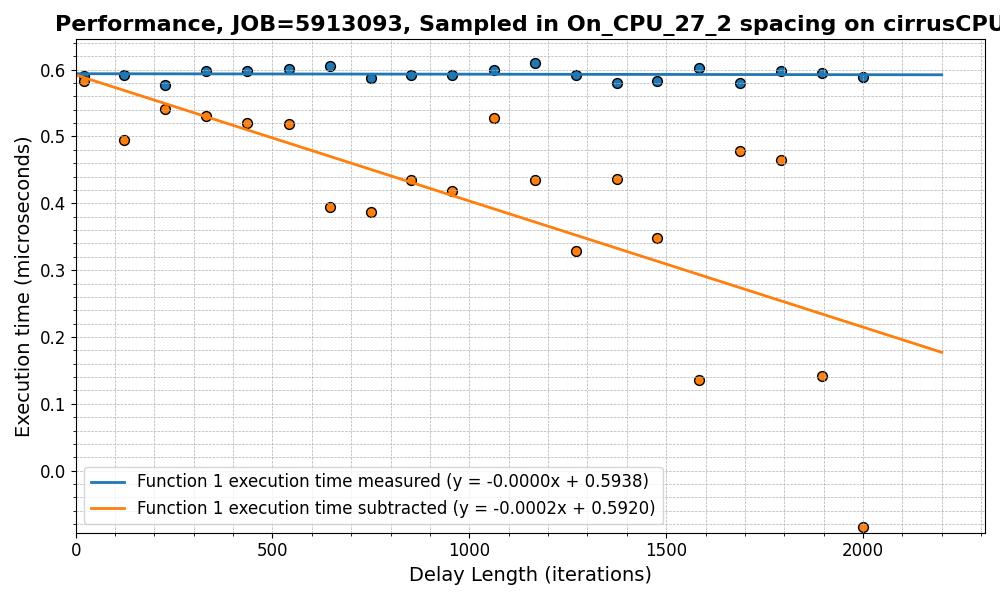 Performance, JOB=5913093, Sampled in On_CPU_27_2 spacing on cirrusCPU
Execution time (microseconds)
0.6
0.5
0.4
0.3
0.2
0.1
0.0
Function 1 execution time measured (y = -0.0000x + 0.5938)
Function 1 execution time subtracted (y = -0.0002x + 0.5920)
0 500 1000 1500 2000
Delay Length (iterations)